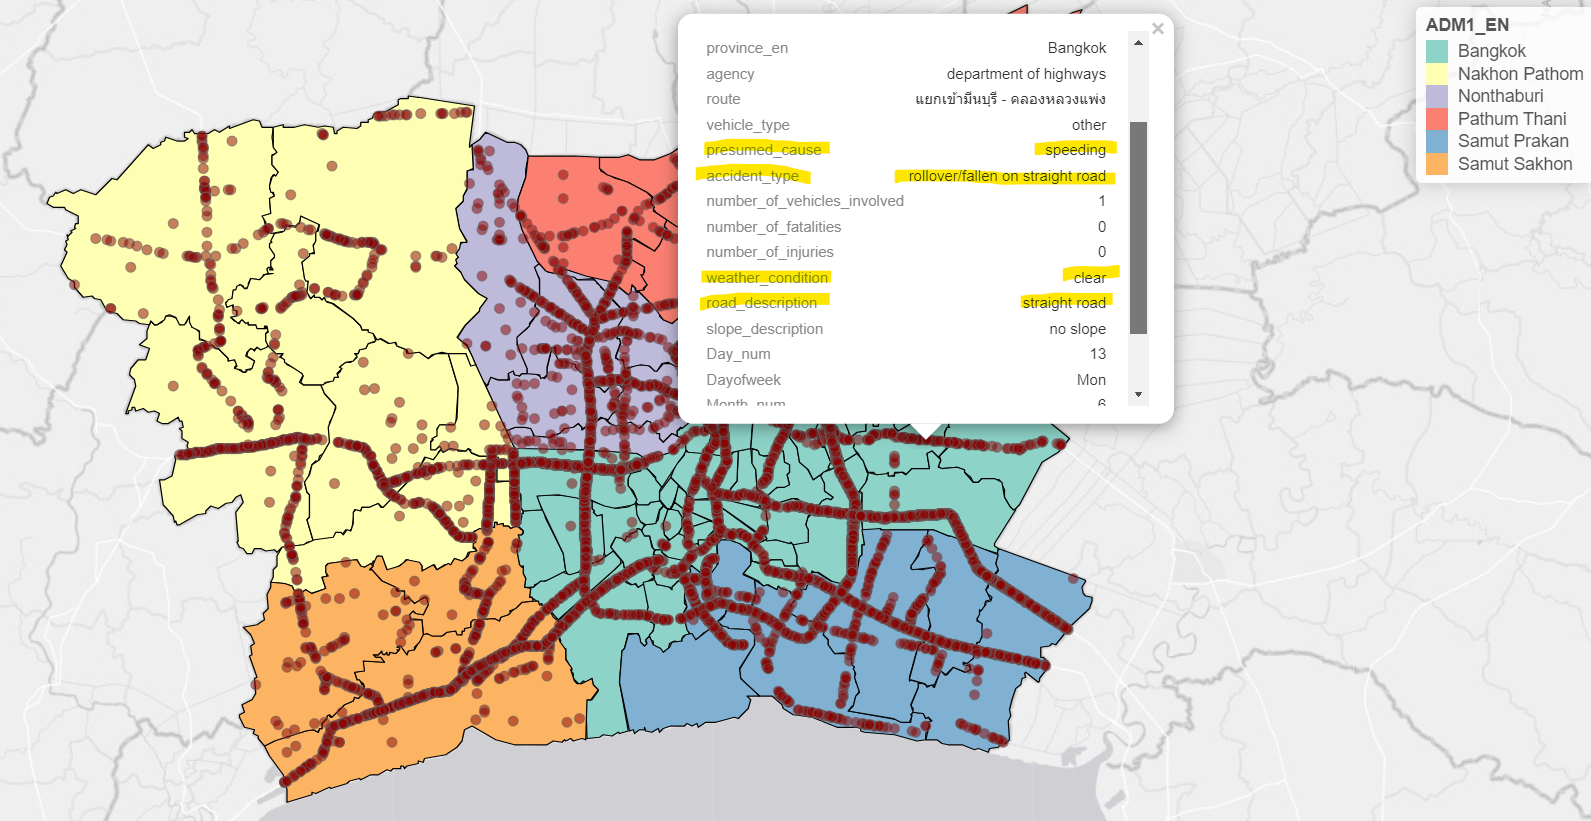 province_en Bangkok
agency department of highways
route แยกเข้ามีนบุรี - คลองหลวงแพ่ง
vehicle_type other
presumed_cause speeding
accident_type rollover/fallen on straight road
number_of_vehicles_involved 1
number_of_fatalities 0
number_of_injuries 0
weather_condition clear
road_description straight road
slope_description no slope
Day_num 13
Dayofweek Mon
Month_num 6
ADM1_EN
Bangkok
Nakhon Pathom
Nonthaburi
Pathum Thani
Samut Prakan
Samut Sakhon